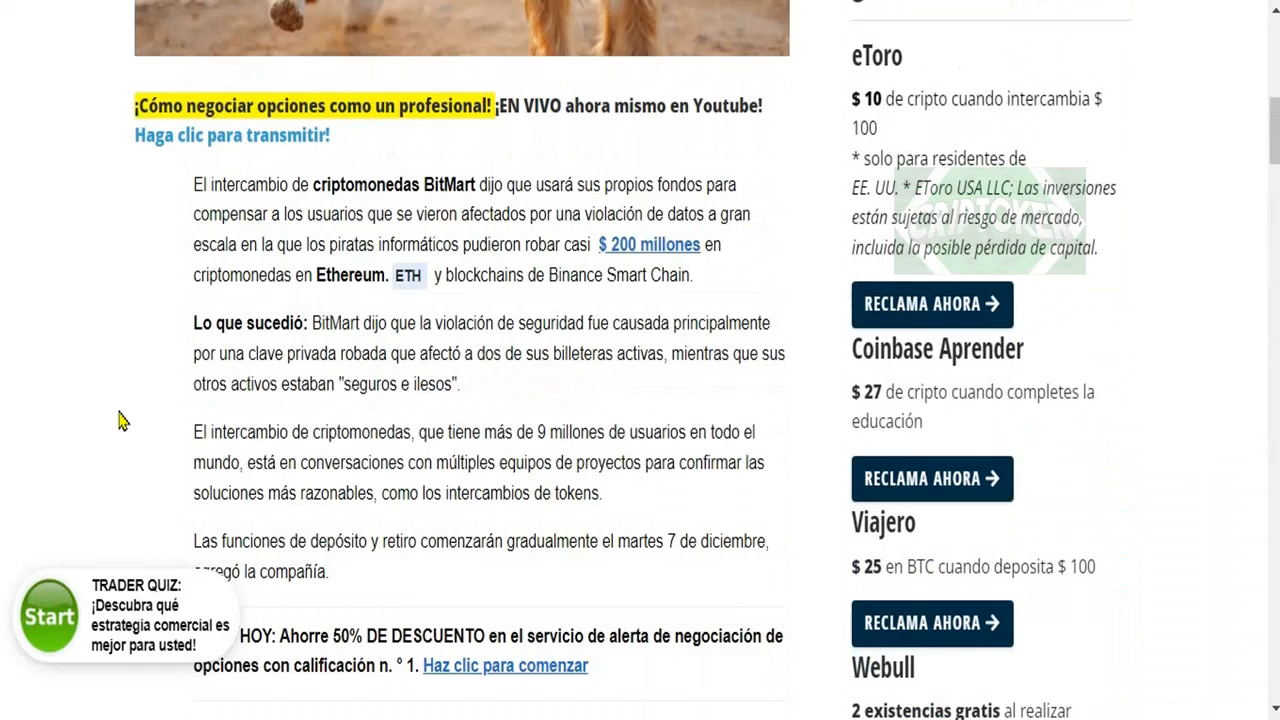 ¡Cómo negociar opciones como un profesional! ¡EN VIVO ahora mismo en Youtube!
Haga clic para transmitir!
El intercambio de criptomonedas BitMart dijo que usará sus propios fondos para
compensar a los usuarios que se vieron afectados por una violación de datos a gran
escala en la que los piratas informáticos pudieron robar casi $ 200 millones en
criptomonedas en Ethereum. ETH y blockchains de Binance Smart Chain.
Lo que sucedió: BitMart dijo que la violación de seguridad fue causada principalmente
por una clave privada robada que afectó a dos de sus billeteras activas, mientras que sus
otros activos estaban "seguros e ilesos".
El intercambio de criptomonedas, que tiene más de 9 millones de usuarios en todo el
mundo, está en conversaciones con múltiples equipos de proyectos para confirmar las
soluciones más razonables, como los intercambios de tokens.
Las funciones de depósito y retiro comenzarán gradualmente el martes 7 de diciembre,
agregó la compañía.
HOY: Ahorre 50% DE DESCUENTO en el servicio de alerta de negociación de
opciones con calificación n. ° 1. Haz clic para comenzar
Start
TRADER QUIZ:
¡Descubra qué
estrategia comercial es
mejor para usted!
eToro
$ 10 de cripto cuando intercambia $
100
* solo para residentes de
EE. UU. * EToro USA LLC; Las inversiones
están sujetas al riesgo de mercado,
incluida la posible pérdida de capital.
CRIPTOKEN
RECLAMA AHORA →
Coinbase Aprender
$ 27 de cripto cuando completes la
educación
RECLAMA AHORA →
Viajero
$ 25 en BTC cuando deposita $ 100
RECLAMA AHORA →
Webull
2 existencias gratis al realizar